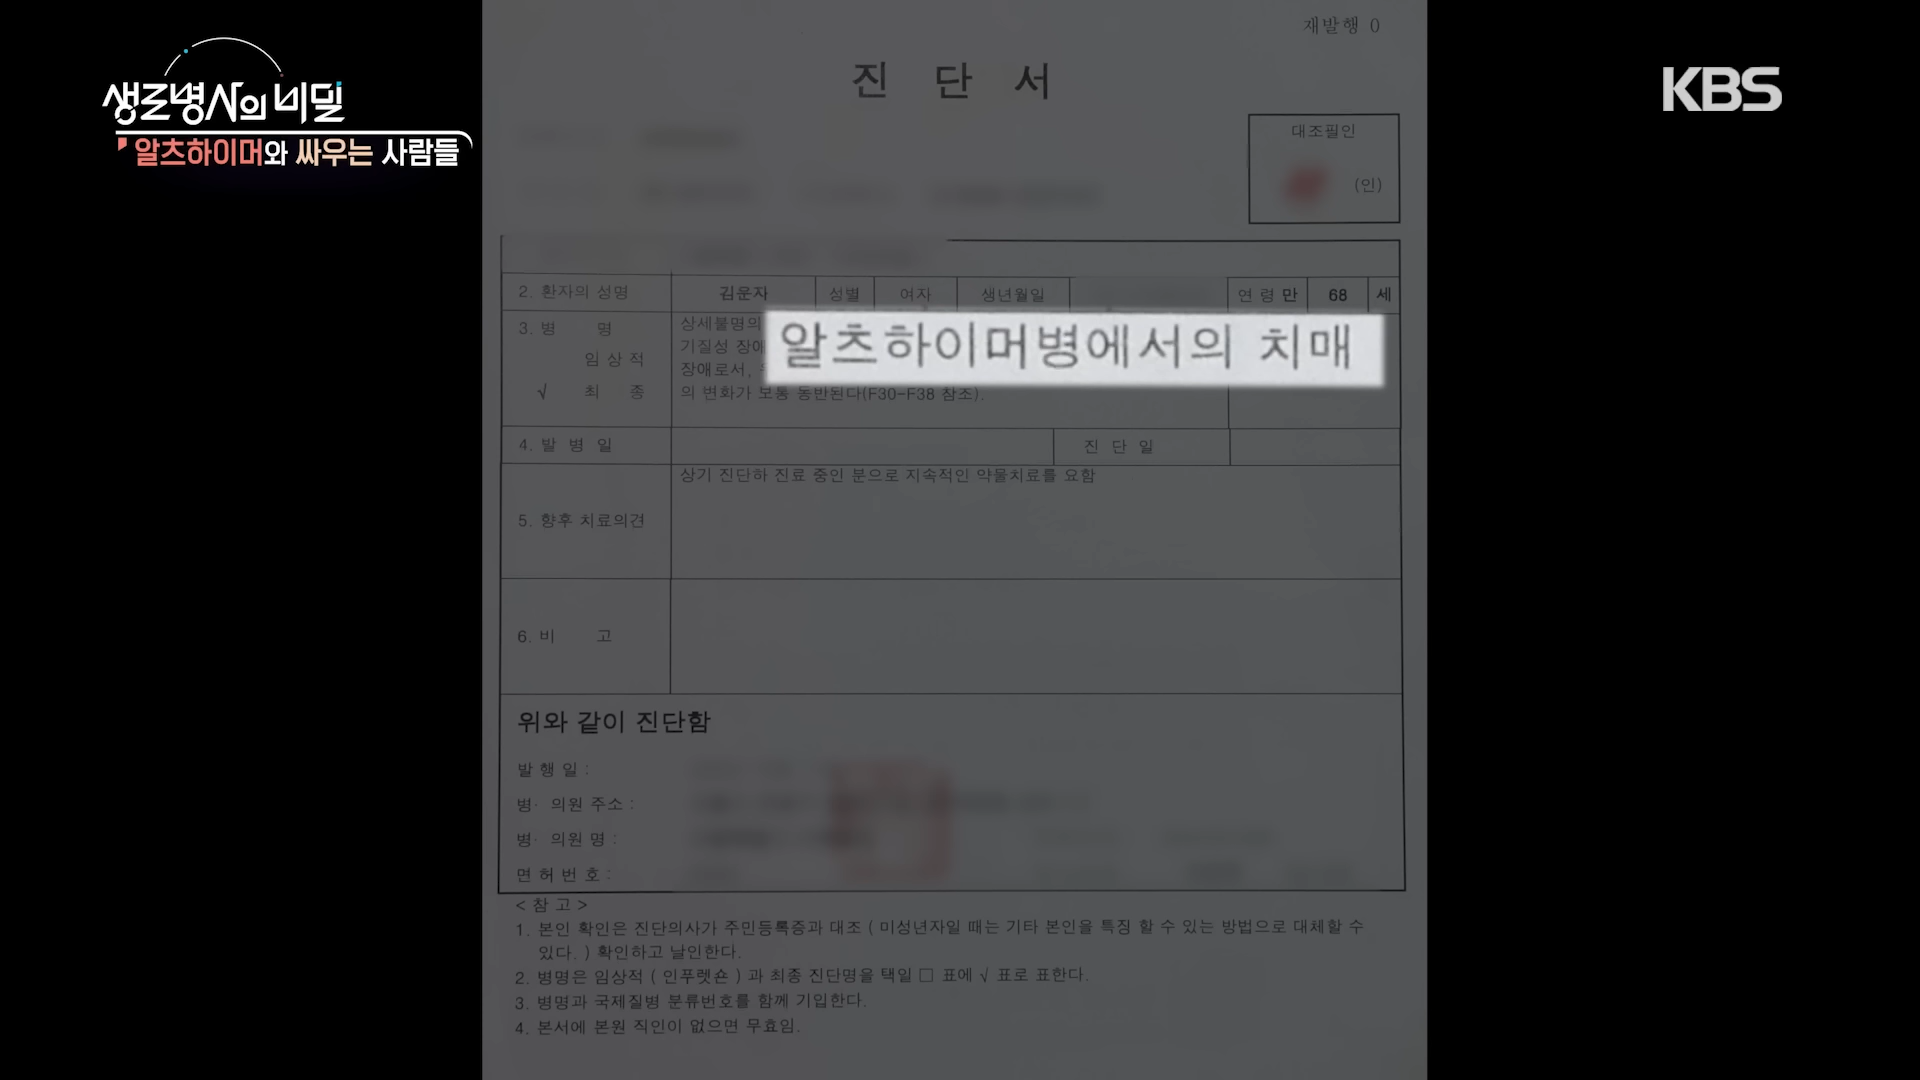 생로병사의 비밀
알츠하이머와 싸우는 사람들
KBS
재발행 0
진 단 서
대조필인
(인)
2. 환자의 성명 김운자 성별 여자 생년월일 연 령 만 68 세
3. 병 명 상세불명의
알츠하이머병에서의 치매
임 상 적 기질성 장애
장애로서,
√ 최 종 의 변화가 보통 동반된다(F30-F38 참조).
4. 발 병 일 진 단 일
상기 진단하 진료 중인 분으로 지속적인 약물치료를 요함
5. 향후 치료의견
6. 비 고
위와 같이 진단함
발 행 일 :
병· 의원 주소 :
병· 의원 명 :
면 허 번 호 :
< 참 고 >
1. 본인 확인은 진단의사가 주민등록증과 대조 ( 미성년자일 때는 기타 본인을 특징 할 수 있는 방법으로 대체할 수
있다. ) 확인하고 날인한다.
2. 병명은 임상적 ( 인푸렛숀 ) 과 최종 진단명을 택일 □ 표에 √ 표로 표한다.
3. 병명과 국제질병 분류번호를 함께 기입한다.
4. 본서에 본원 직인이 없으면 무효임.